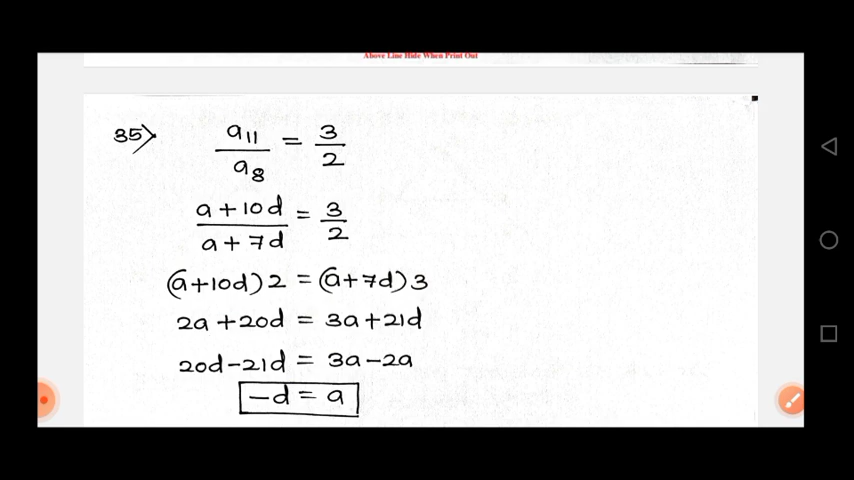 Above Line Hide When Print Out
35> a11/a8 = 3/2
a+10d/a+7d = 3/2
(a+10d)2 = (a+7d)3
2a+20d = 3a+21d
20d-21d = 3a-2a
-d = a